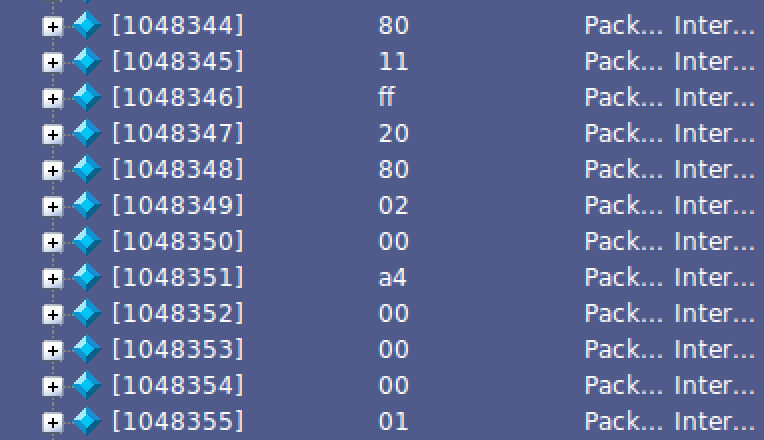 [1048344] 80 Pack... Inter...
[1048345] 11 Pack... Inter...
[1048346] ff Pack... Inter...
[1048347] 20 Pack... Inter...
[1048348] 80 Pack... Inter...
[1048349] 02 Pack... Inter...
[1048350] 00 Pack... Inter...
[1048351] a4 Pack... Inter...
[1048352] 00 Pack... Inter...
[1048353] 00 Pack... Inter...
[1048354] 00 Pack... Inter...
[1048355] 01 Pack... Inter...